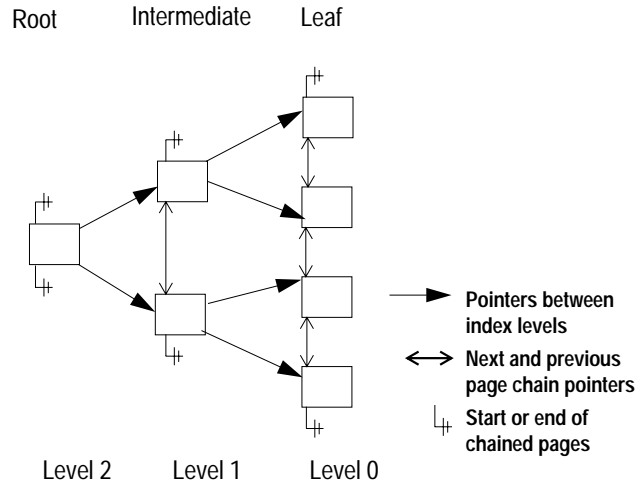 Root Intermediate Leaf
Pointers between
index levels
Next and previous
page chain pointers
Start or end of
chained pages
Level 2 Level 1 Level 0